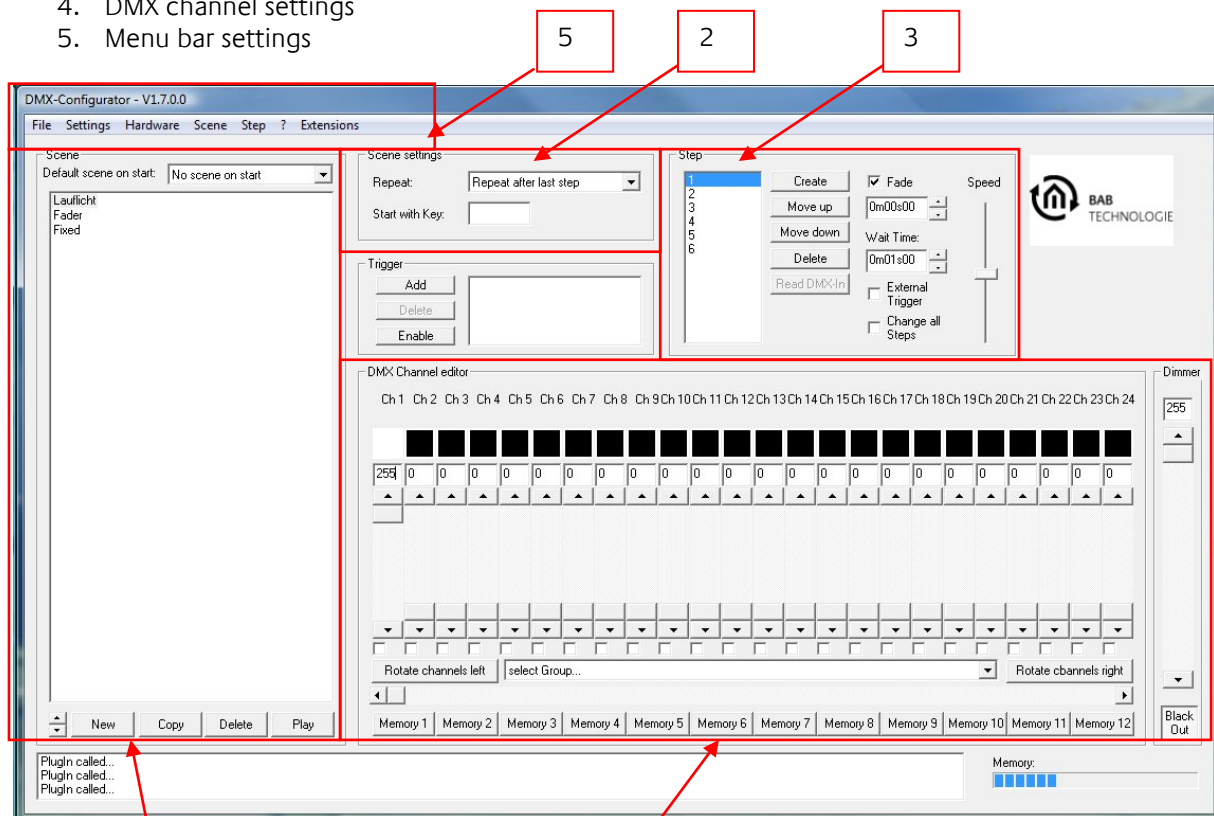 4. DMX channel settings
5. Menu bar settings
5
2
3
DMX-Configurator - V1.7.0.0
File Settings Hardware Scene Step ? Extensions
Scene
Default scene on start: No scene on start
Lauflicht
Fader
Fixed
New Copy Delete Play
Scene settings
Repeat: Repeat after last step
Start with Key:
Trigger
Add
Delete
Enable
Step
1
2
3
4
5
6
Create
Move up
Move down
Delete
Read DMX-In
Fade
0m00s00
Wait Time:
0m01s00
External
Trigger
Change all
Steps
Speed
BAB
TECHNOLOGIE
DMX Channel editor
Ch 1 Ch 2 Ch 3 Ch 4 Ch 5 Ch 6 Ch 7 Ch 8 Ch 9 Ch 10 Ch 11 Ch 12 Ch 13 Ch 14 Ch 15 Ch 16 Ch 17 Ch 18 Ch 19 Ch 20 Ch 21 Ch 22 Ch 23 Ch 24
255 0 0 0 0 0 0 0 0 0 0 0 0 0 0 0 0 0 0 0 0 0 0 0
Rotate channels left select Group... Rotate cbannels right
Memory 1 Memory 2 Memory 3 Memory 4 Memory 5 Memory 6 Memory 7 Memory 8 Memory 9 Memory 10 Memory 11 Memory 12
Dimmer
255
Black
Out
PlugIn called...
PlugIn called...
PlugIn called...
Memory: